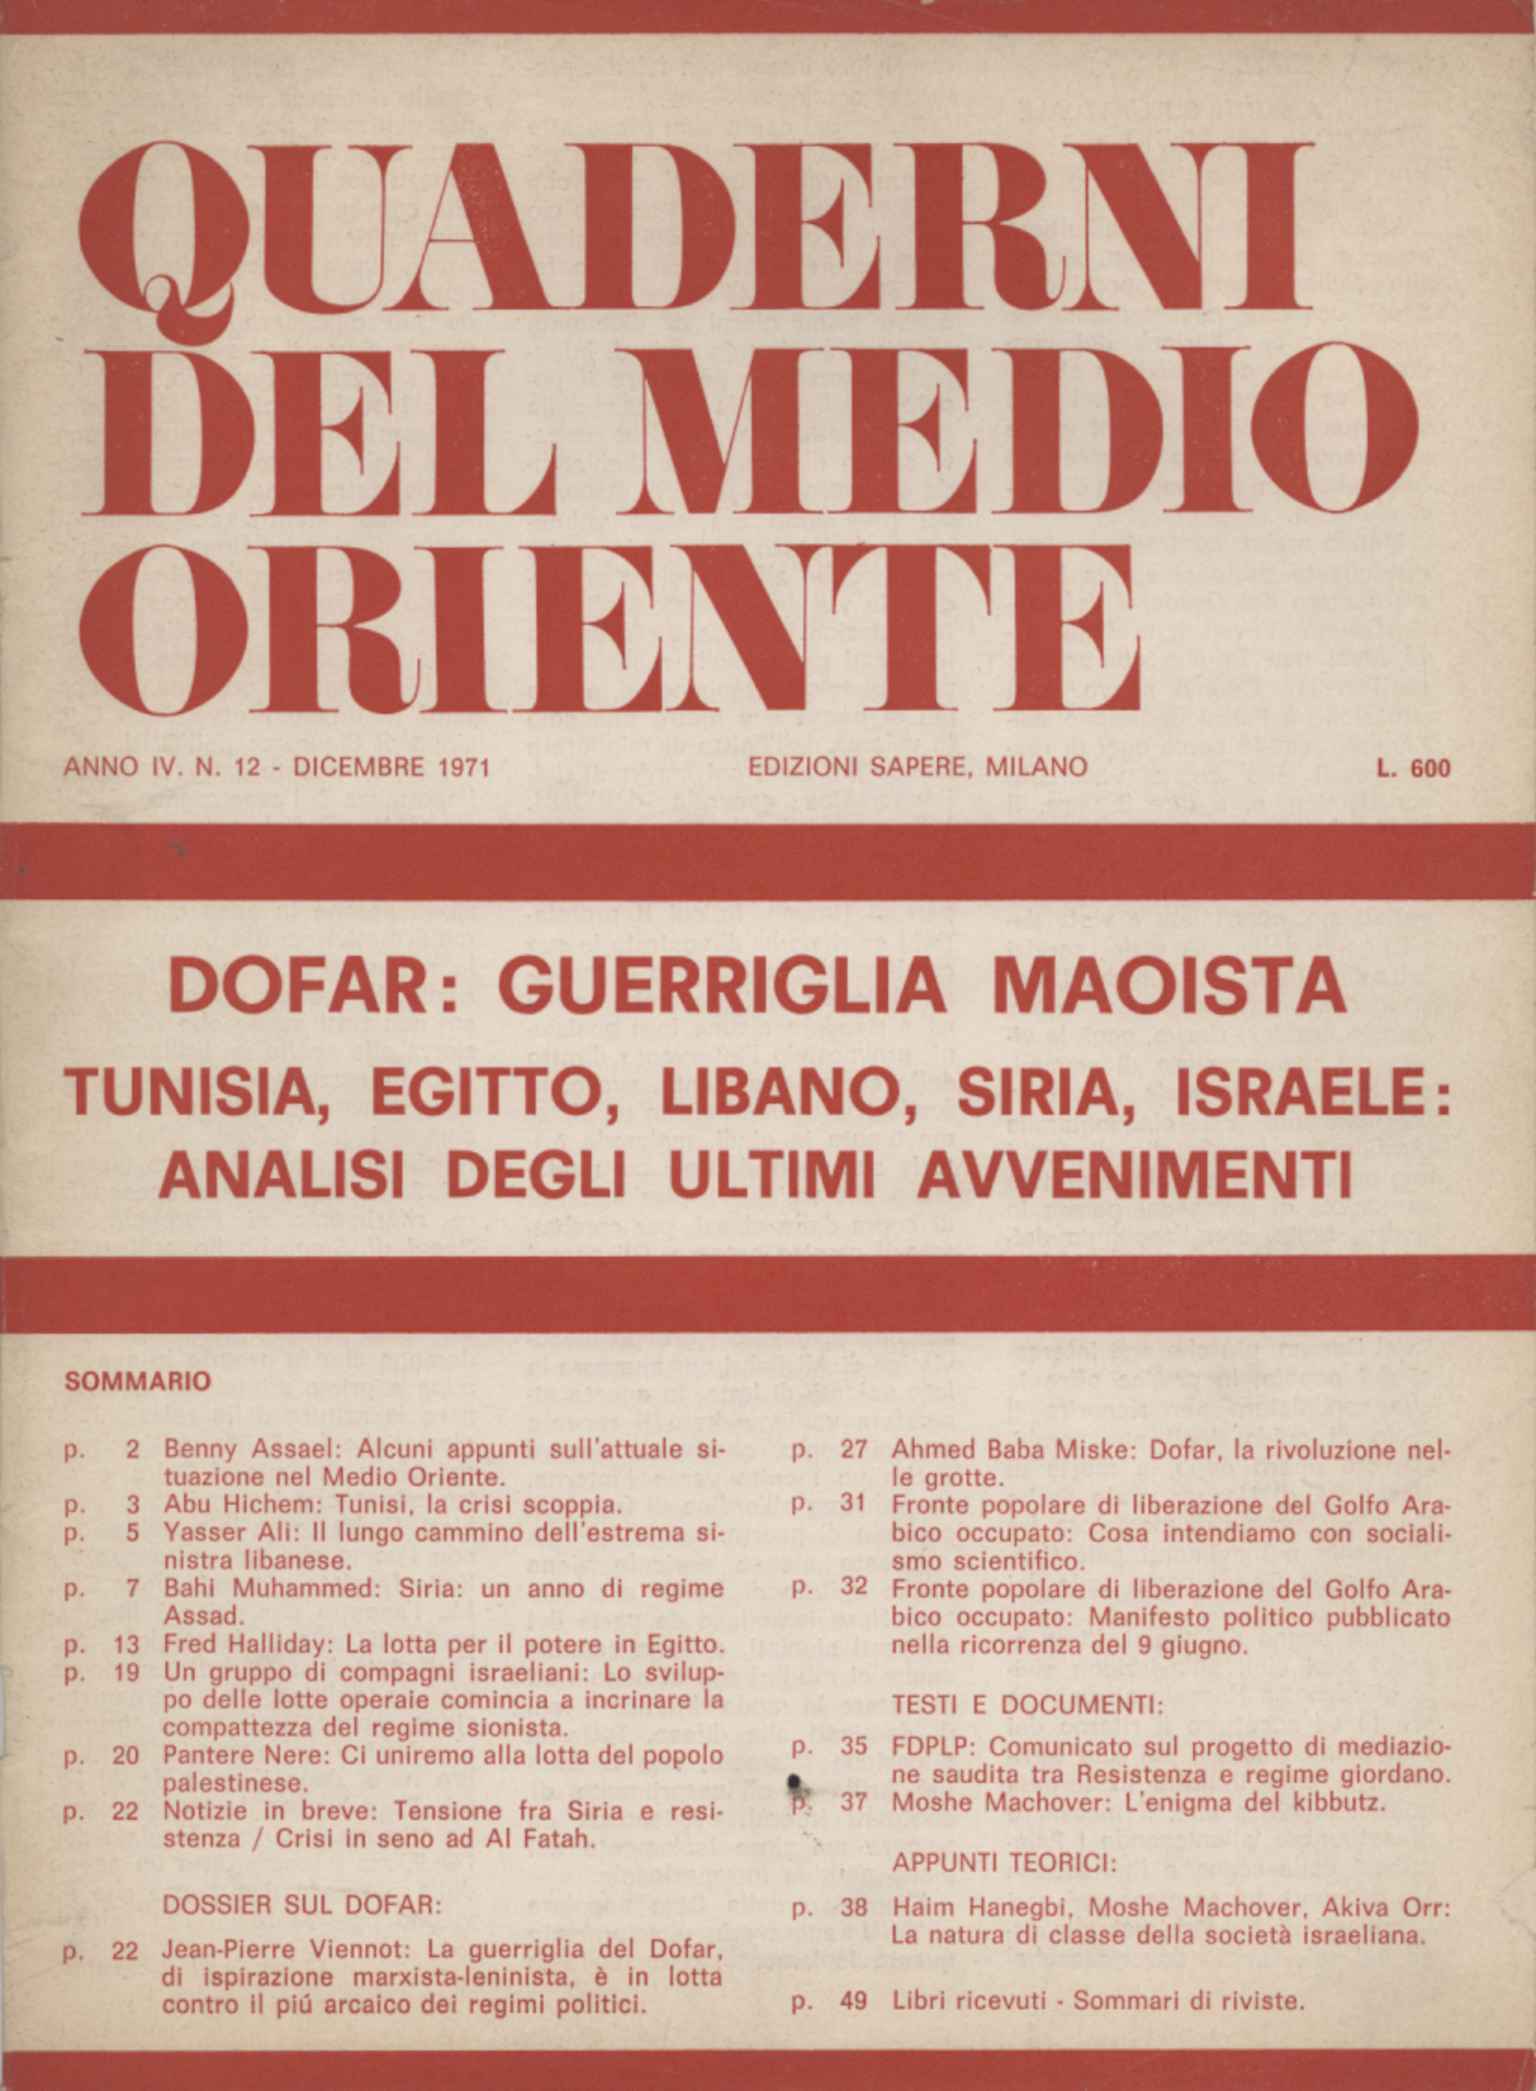 QUADERNI
DEL MEDIO
ORIENTE
ANNO IV. N. 12 - DICEMBRE 1971 EDIZIONI SAPERE, MILANO L. 600
DOFAR: GUERRIGLIA MAOISTA
TUNISIA, EGITTO, LIBANO, SIRIA, ISRAELE:
ANALISI DEGLI ULTIMI AVVENIMENTI
SOMMARIO
p. 2 Benny Assael: Alcuni appunti sull'attuale si-
tuazione nel Medio Oriente.
p. 3 Abu Hichem: Tunisi, la crisi scoppia.
p. 5 Yasser Ali: Il lungo cammino dell'estrema si-
nistra libanese.
p. 7 Bahi Muhammed: Siria: un anno di regime
Assad.
p. 13 Fred Halliday: La lotta per il potere in Egitto.
p. 19 Un gruppo di compagni israeliani: Lo svilup-
po delle lotte operaie comincia a incrinare la
compattezza del regime sionista.
p. 20 Pantere Nere: Ci uniremo alla lotta del popolo
palestinese.
p. 22 Notizie in breve: Tensione fra Siria e resi-
stenza / Crisi in seno ad Al Fatah.
DOSSIER SUL DOFAR:
p. 22 Jean-Pierre Viennot: La guerriglia del Dofar,
di ispirazione marxista-leninista, è in lotta
contro il piú arcaico dei regimi politici.
p. 27 Ahmed Baba Miske: Dofar, la rivoluzione nel-
le grotte.
p. 31 Fronte popolare di liberazione del Golfo Ara-
bico occupato: Cosa intendiamo con sociali-
smo scientifico.
p. 32 Fronte popolare di liberazione del Golfo Ara-
bico occupato: Manifesto politico pubblicato
nella ricorrenza del 9 giugno.
TESTI E DOCUMENTI:
p. 35 FDPLP: Comunicato sul progetto di mediazio-
ne saudita tra Resistenza e regime giordano.
p. 37 Moshe Machover: L'enigma del kibbutz.
APPUNTI TEORICI:
p. 38 Haim Hanegbi, Moshe Machover, Akiva Orr:
La natura di classe della società israeliana.
p. 49 Libri ricevuti - Sommari di riviste.